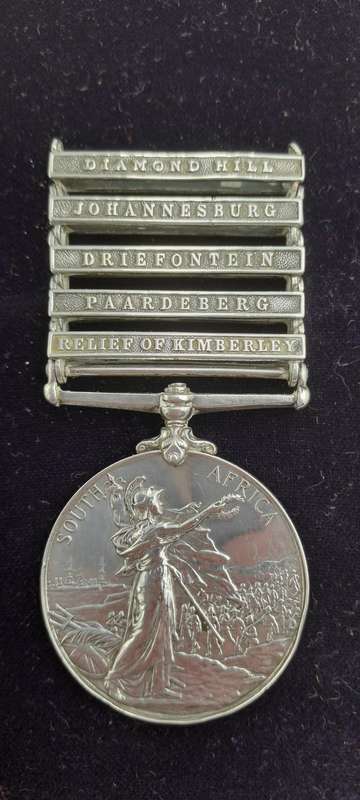 DIAMOND HILL
JOHANNESBURG
DRIEFONTEIN
PAARDEBERG
RELIEF OF KIMBERLEY
SOUTH AFRICA